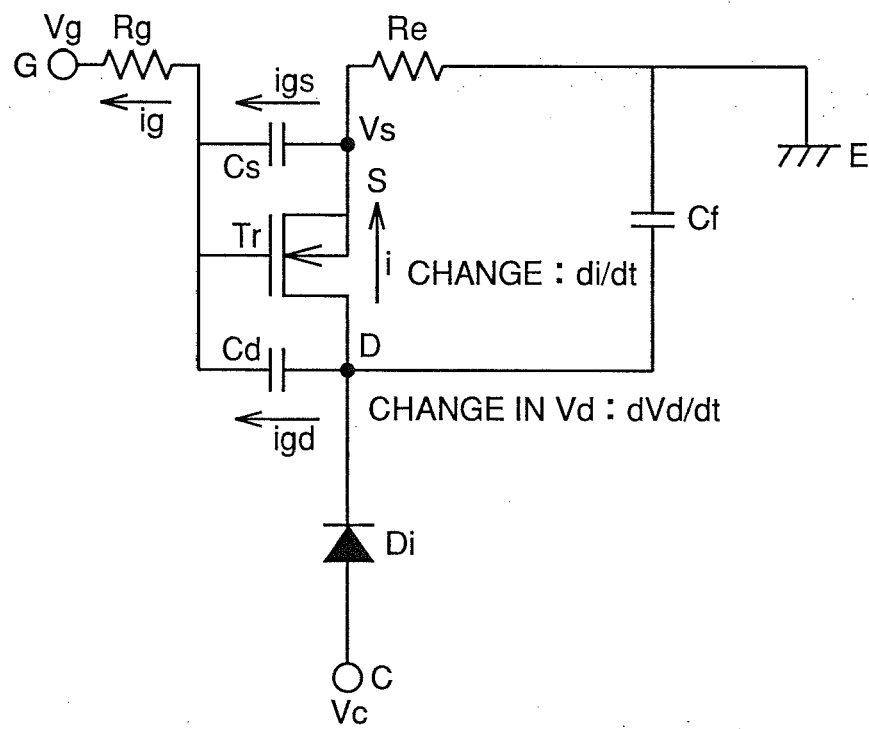 Vg
Rg
Re
G
ig
igs
Vs
Cs
E
S
Tr
Cf
i
CHANGE : di/dt
Cd
D
CHANGE IN Vd : dVd/dt
igd
Di
C
Vc